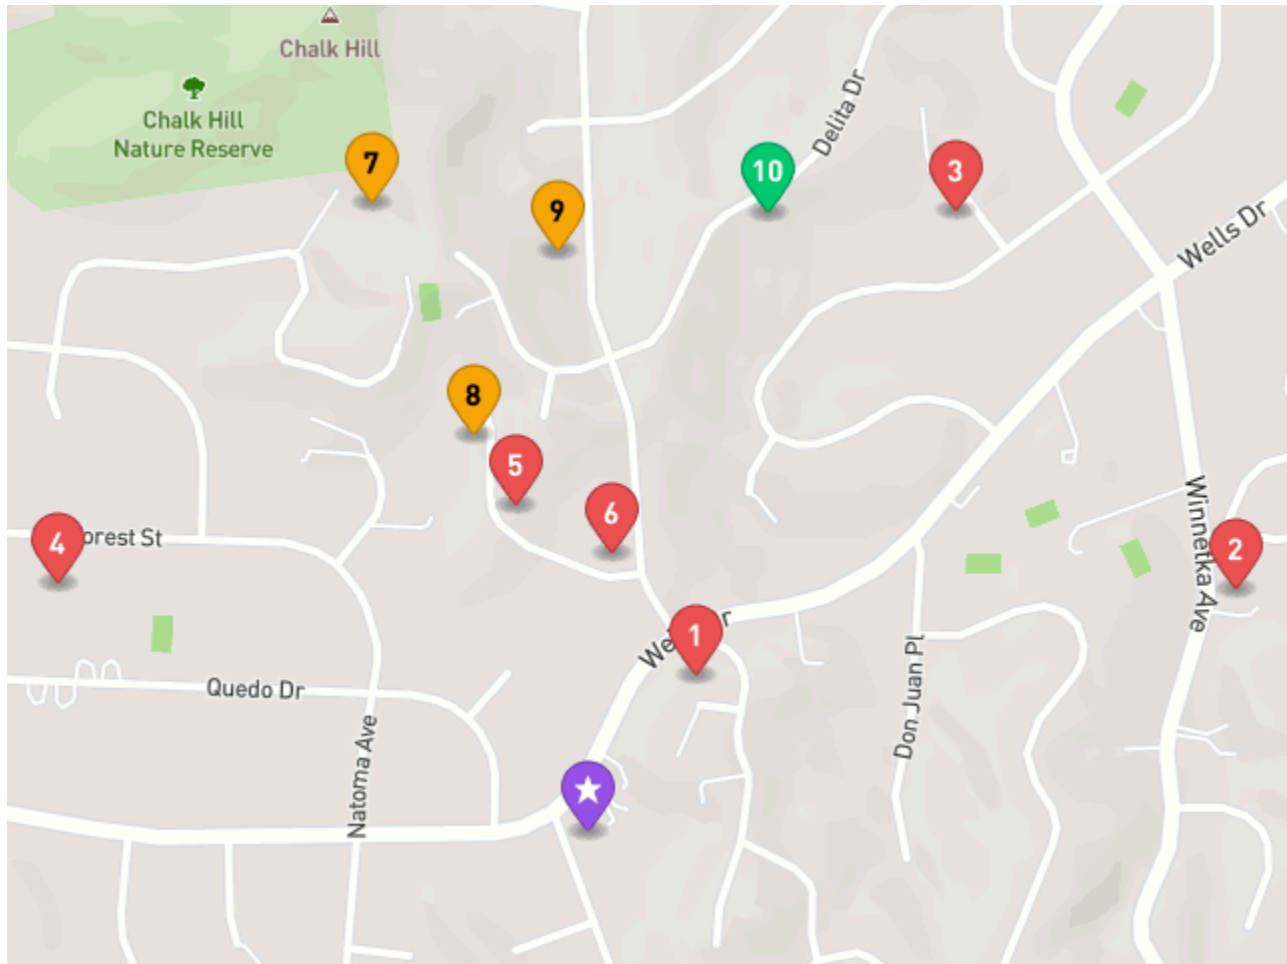 Chalk Hill
Chalk Hill
Nature Reserve
7
10
Delita Dr
3
9
Wells Dr
8
5
6
4
orest St
Winnetka Ave
2
1
Don Juan Pl
Quedo Dr
Natoma Ave